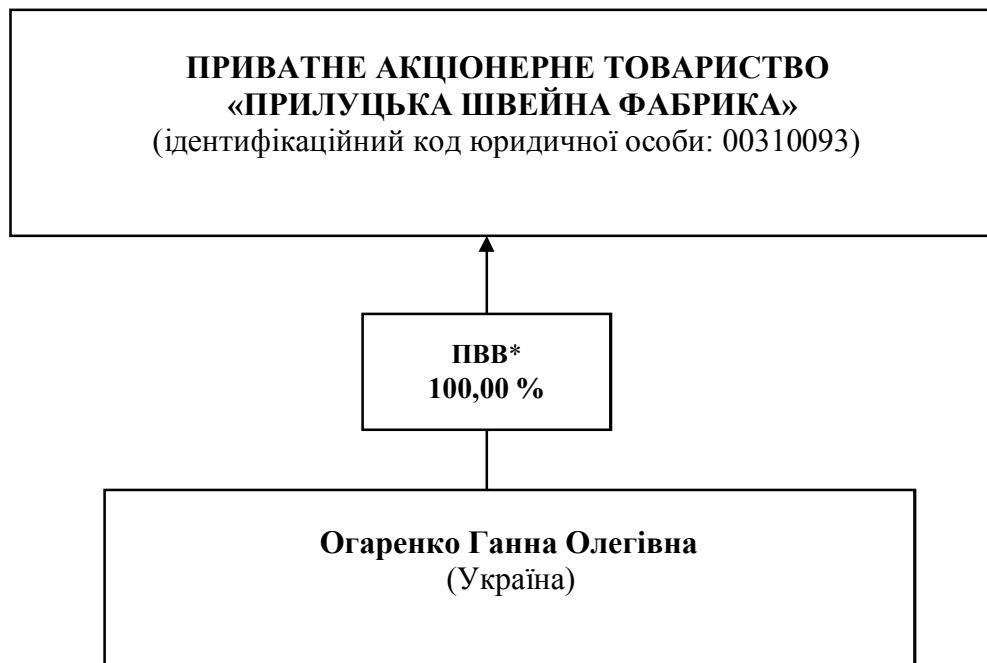 ПРИВАТНЕ АКЦІОНЕРНЕ ТОВАРИСТВО
«ПРИЛУЦЬКА ШВЕЙНА ФАБРИКА»
(ідентифікаційний код юридичної особи: 00310093)
ПВВ*
100,00 %
Огаренко Ганна Олегівна
(Україна)